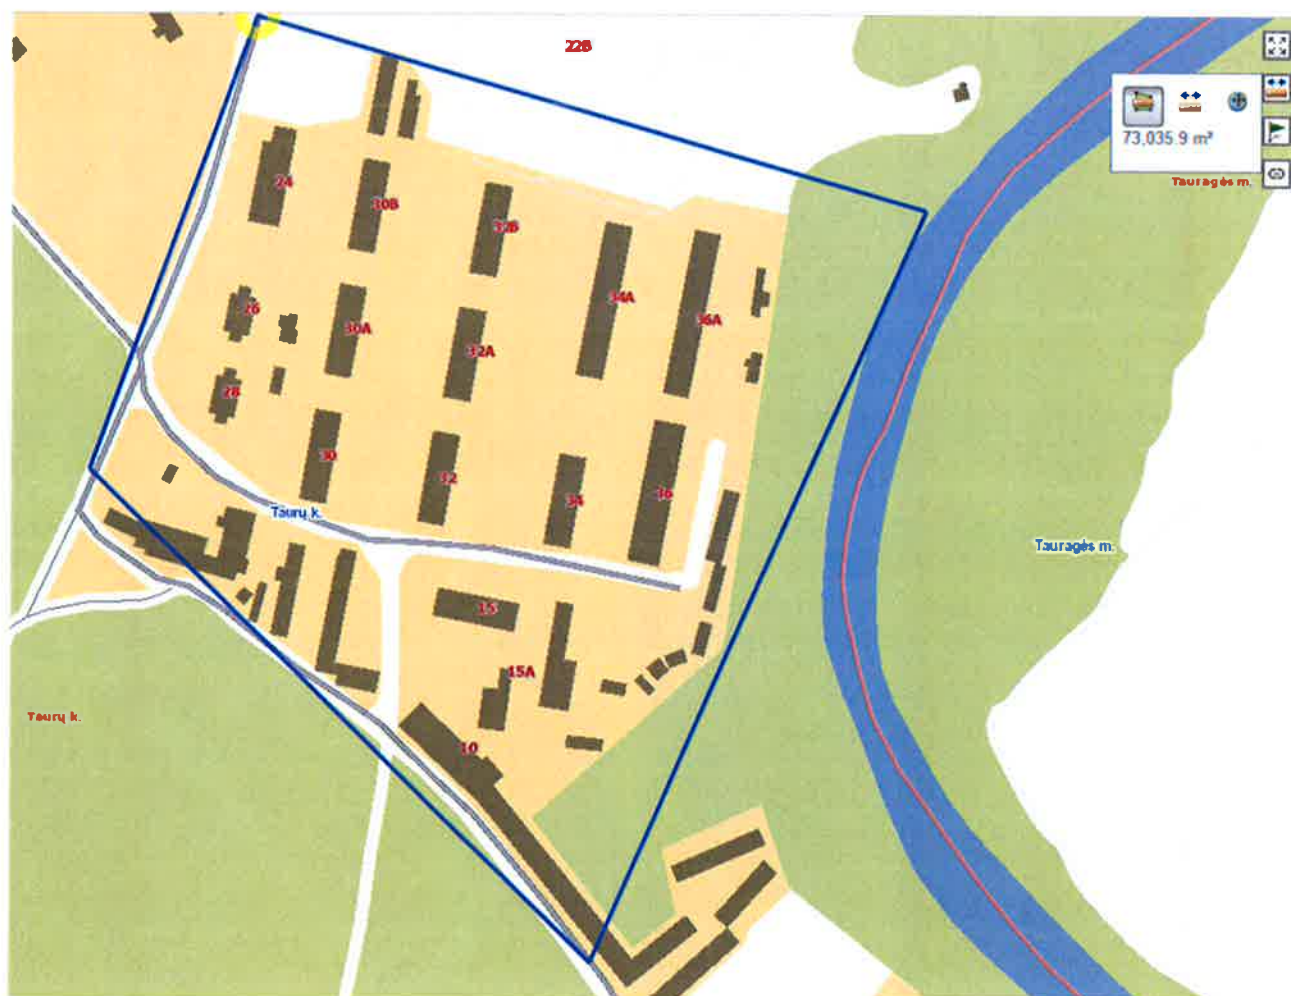 22B
73,035.9 m²
Tauragės m.
24
30B
32B
34A
36A
26
30A
32A
28
30
32
34
36
Taurų k.
Tauragės m.
15
15A
Taurų k.
10